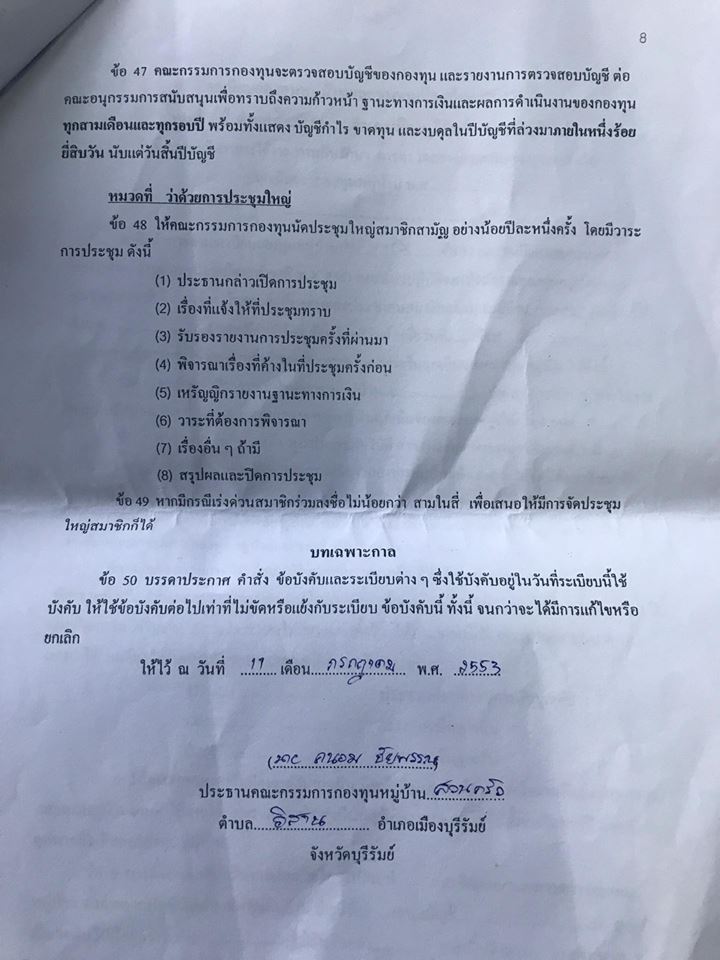 8
ข้อ 47 คณะกรรมการกองทุนจะตรวจสอบบัญชีของกองทุน และรายงานการตรวจสอบบัญชี ต่อ
คณะอนุกรรมการสนับสนุนเพื่อทราบถึงความก้าวหน้า ฐานะทางการเงินและผลการดำเนินงานของกองทุน
ทุกสามเดือนและทุกรอบปี พร้อมทั้งแสดง บัญชีกำไร ขาดทุน และงบดุลในปีบัญชีที่ล่วงมาภายในหนึ่งร้อย
ยี่สิบวัน นับแต่วันสิ้นปีบัญชี
หมวดที่ ว่าด้วยการประชุมใหญ่
ข้อ 48 ให้คณะกรรมการกองทุนนัดประชุมใหญ่สมาชิกสามัญ อย่างน้อยปีละหนึ่งครั้ง โดยมีวาระ
การประชุม ดังนี้
(1) ประธานกล่าวเปิดการประชุม
(2) เรื่องที่แจ้งให้ที่ประชุมทราบ
(3) รับรองรายงานการประชุมครั้งที่ผ่านมา
(4) พิจารณาเรื่องที่ค้างในที่ประชุมครั้งก่อน
(5) เหรัญญิกรายงานฐานะทางการเงิน
(6) วาระที่ต้องการพิจารณา
(7) เรื่องอื่น ๆ ถ้ามี
(8) สรุปผลและปิดการประชุม
ข้อ 49 หากมีกรณีเร่งด่วนสมาชิกร่วมลงชื่อไม่น้อยกว่า สามในสี่ เพื่อเสนอให้มีการจัดประชุม
ใหญ่สมาชิกก็ได้
บทเฉพาะกาล
ข้อ 50 บรรดาประกาศ คำสั่ง ข้อบังคับและระเบียบต่าง ๆ ซึ่งใช้บังคับอยู่ในวันที่ระเบียบนี้ใช้
บังคับ ให้ใช้ข้อบังคับต่อไปเท่าที่ไม่ขัดหรือแย้งกับระเบียบ ข้อบังคับนี้ ทั้งนี้ จนกว่าจะได้มีการแก้ไขหรือ
ยกเลิก
ให้ไว้ ณ วันที่ 11 เดือน กรกฎาคม พ.ศ. 2553
(นาย คนอม ชัยพรรณ)
ประธานคณะกรรมการกองทุนหมู่บ้าน สวนครัว
ตำบล อิสาณ อำเภอเมืองบุรีรัมย์
จังหวัดบุรีรัมย์